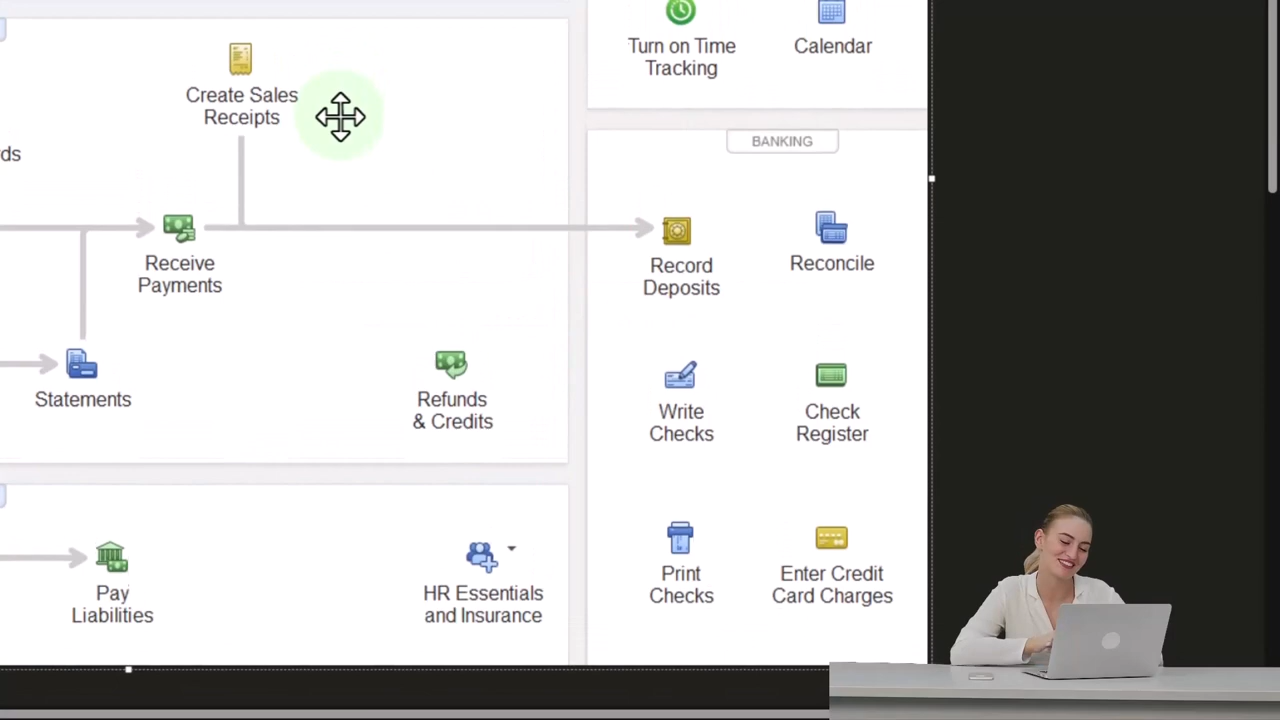 Turn on Time
Tracking
Calendar
Create Sales
Receipts
rds
BANKING
Receive
Payments
Record
Deposits
Reconcile
Statements
Refunds
& Credits
Write
Checks
Check
Register
Pay
Liabilities
HR Essentials
and Insurance
Print
Checks
Enter Credit
Card Charges